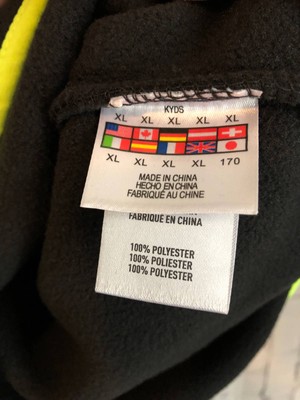 KYDS
XL XL XL XL XL
XL XL XL XL 170
MADE IN CHINA
HECHO EN CHINA
FABRIQUÉ AU CHINE
FABRIQUE EN CHINA
100% POLYESTER
100% POLIESTER
100% POLYESTER